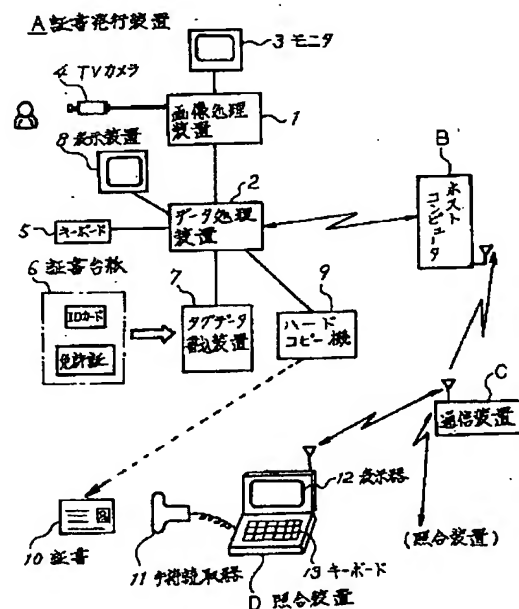 A 証書発行装置
3 モニタ
4 TVカメラ
画像処理
装置
1
8 表示装置
2
データ処理
装置
5
キーボード
B
ホスト
コンピュータ
6 証書台板
IDカード
免許証
7
タグデータ
書込装置
9
ハード
コピー機
C
通信装置
(照合装置)
12 表示器
10 証書
11 手持読取器
13 キーボード
D 照合装置